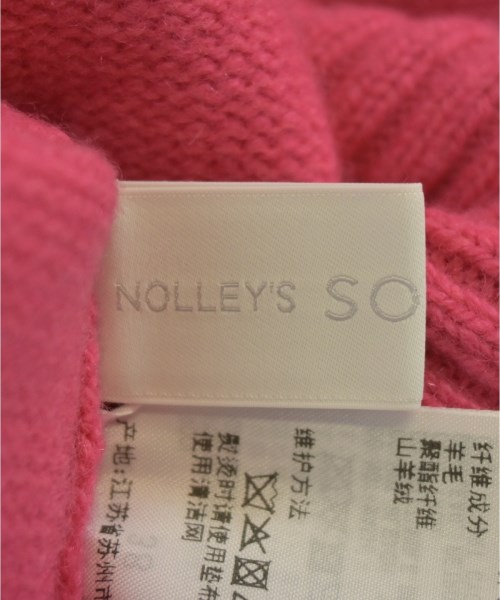 NOLLEY'S SO
纤维成分
羊毛
聚酯纤维
山羊绒
维护方法
熨烫时请使用垫布
使用清洁网
产地:江苏省苏州市